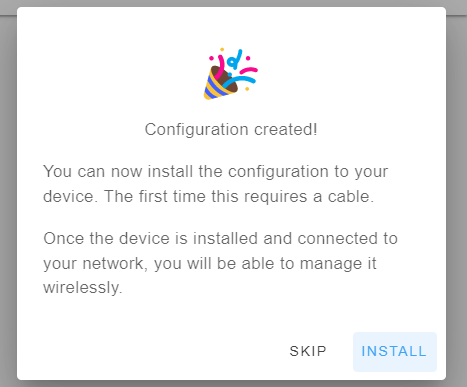 Configuration created!
You can now install the configuration to your
device. The first time this requires a cable.
Once the device is installed and connected to
your network, you will be able to manage it
wirelessly.
SKIP
INSTALL